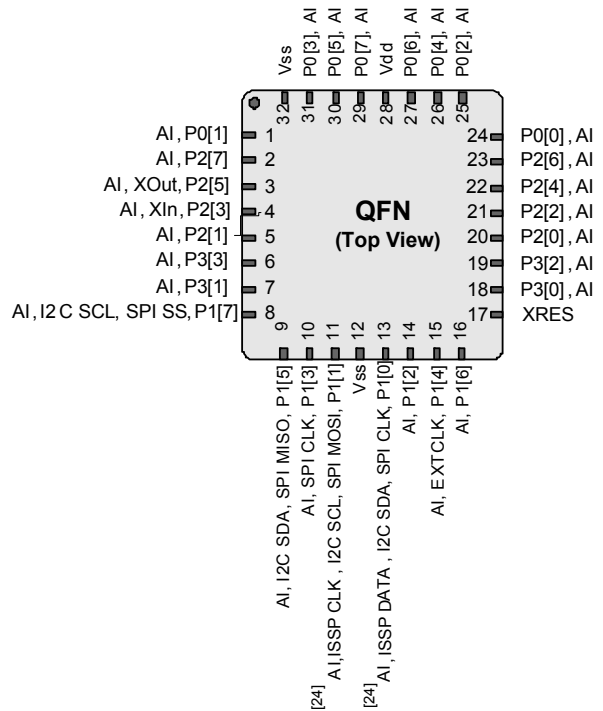 Vss
P0[3], AI
P0[5], AI
P0[7], AI
Vdd
P0[6], AI
P0[4], AI
P0[2], AI
32
31
30
29
28
27
26
25
AI, P0[1] 1
AI, P2[7] 2
AI, XOut, P2[5] 3
AI, XIn, P2[3] 4
AI, P2[1] 5
AI, P3[3] 6
AI, P3[1] 7
AI, I2C SCL, SPI SS, P1[7] 8
QFN
(Top View)
24 P0[0], AI
23 P2[6], AI
22 P2[4], AI
21 P2[2], AI
20 P2[0], AI
19 P3[2], AI
18 P3[0], AI
17 XRES
9
10
11
12
13
14
15
16
AI, I2C SDA, SPI MISO, P1[5]
AI, SPI CLK, P1[3]
[24] AI, ISSP CLK, I2C SCL, SPI MOSI, P1[1]
Vss
[24] AI, ISSP DATA, I2C SDA, SPI CLK, P1[0]
AI, P1[2]
AI, EXTCLK, P1[4]
AI, P1[6]